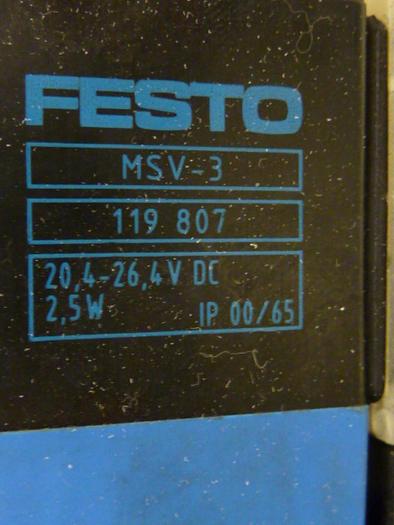 FESTO
MSV-3
119 807
20,4-26,4V DC
2,5W IP 00/65